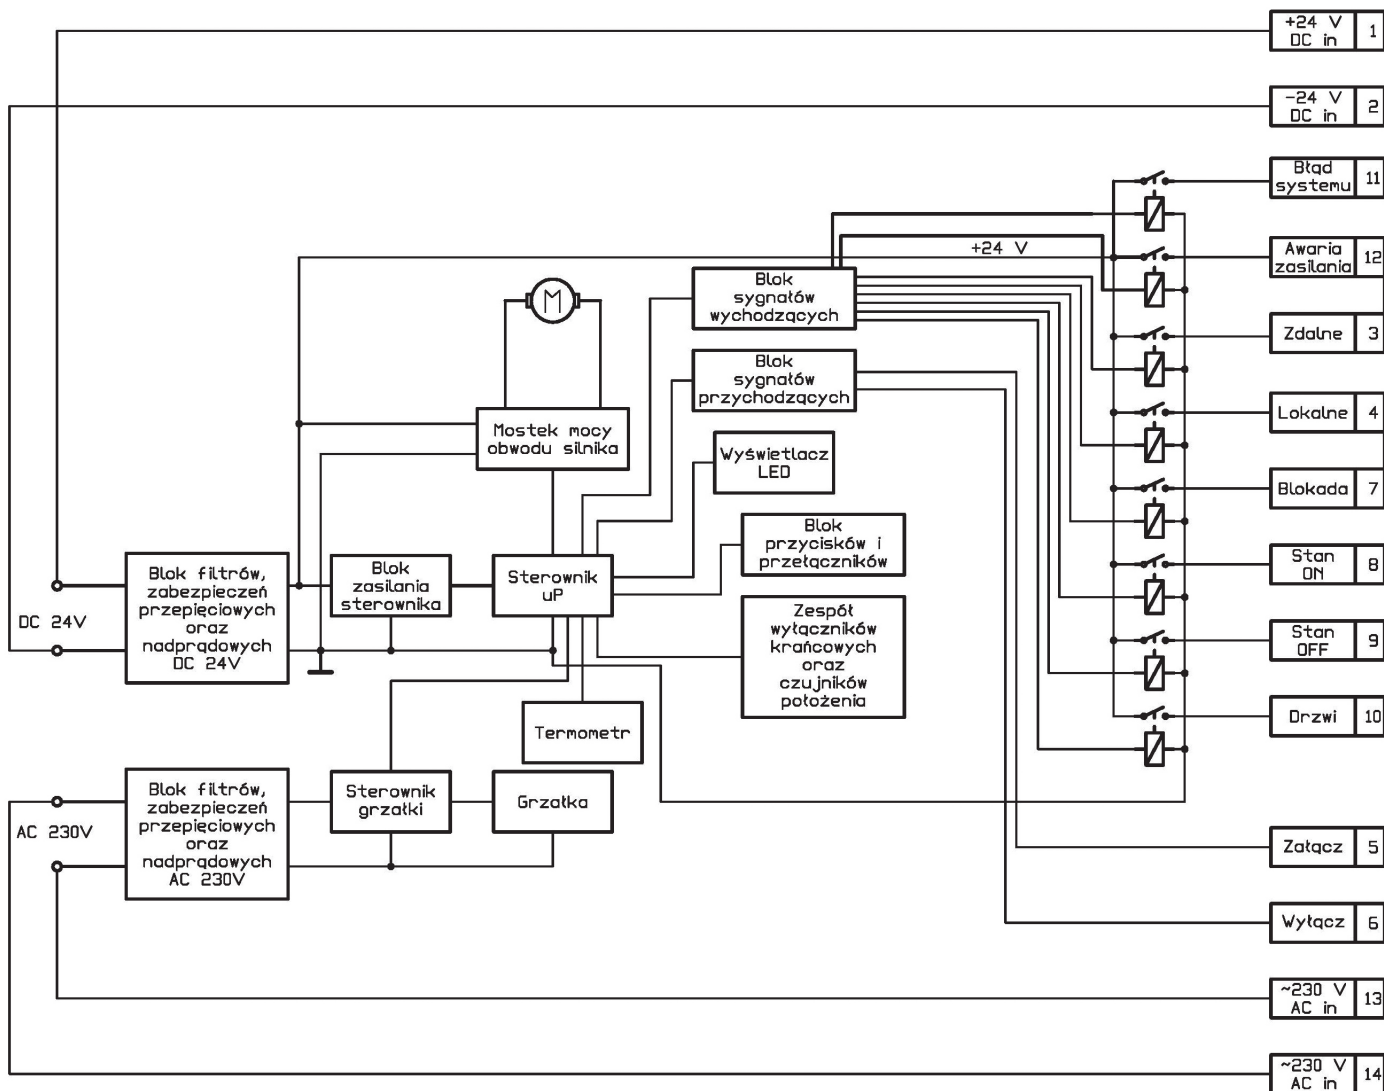 +24 V
DC in
1
-24 V
DC in
2
Błąd
systemu
11
Awaria
zasilania
12
Zdalne
3
Lokalne
4
Blokada
7
Stan
ON
8
Stan
OFF
9
Drzwi
10
Załącz
5
Wyłącz
6
~230 V
AC in
13
~230 V
AC in
14
+24 V
Blok
sygnałów
wychodzących
M
Blok
sygnałów
przychodzących
Mostek mocy
obwodu silnika
Wyświetlacz
LED
Blok
przycisków i
przełączników
Blok filtrów,
zabezpieczeń
przepięciowych
oraz
nadprądowych
DC 24V
Blok
zasilania
sterownika
Sterownik
uP
DC 24V
Zespół
wyłączników
krańcowych
oraz
czujników
położenia
Termometr
Blok filtrów,
zabezpieczeń
przepięciowych
oraz
nadprądowych
AC 230V
Sterownik
grzałki
Grzałka
AC 230V